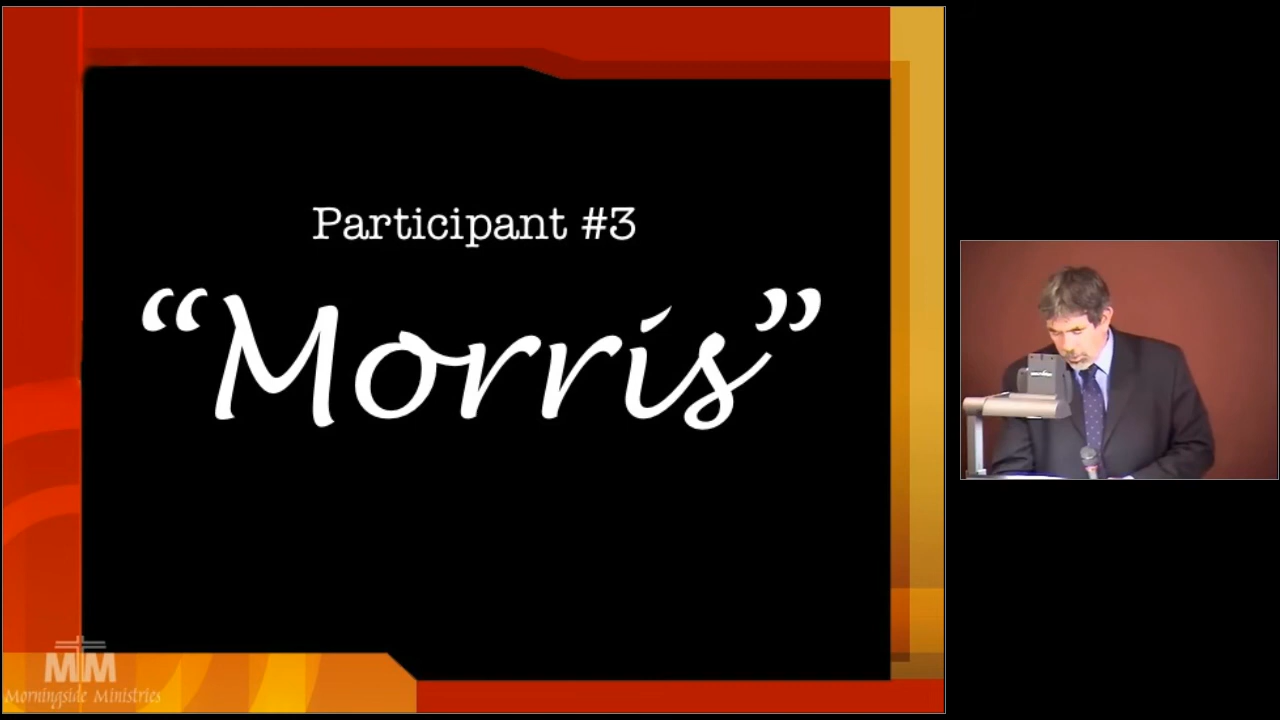 Participant #3
“Morris”
MM
Morningside Ministries